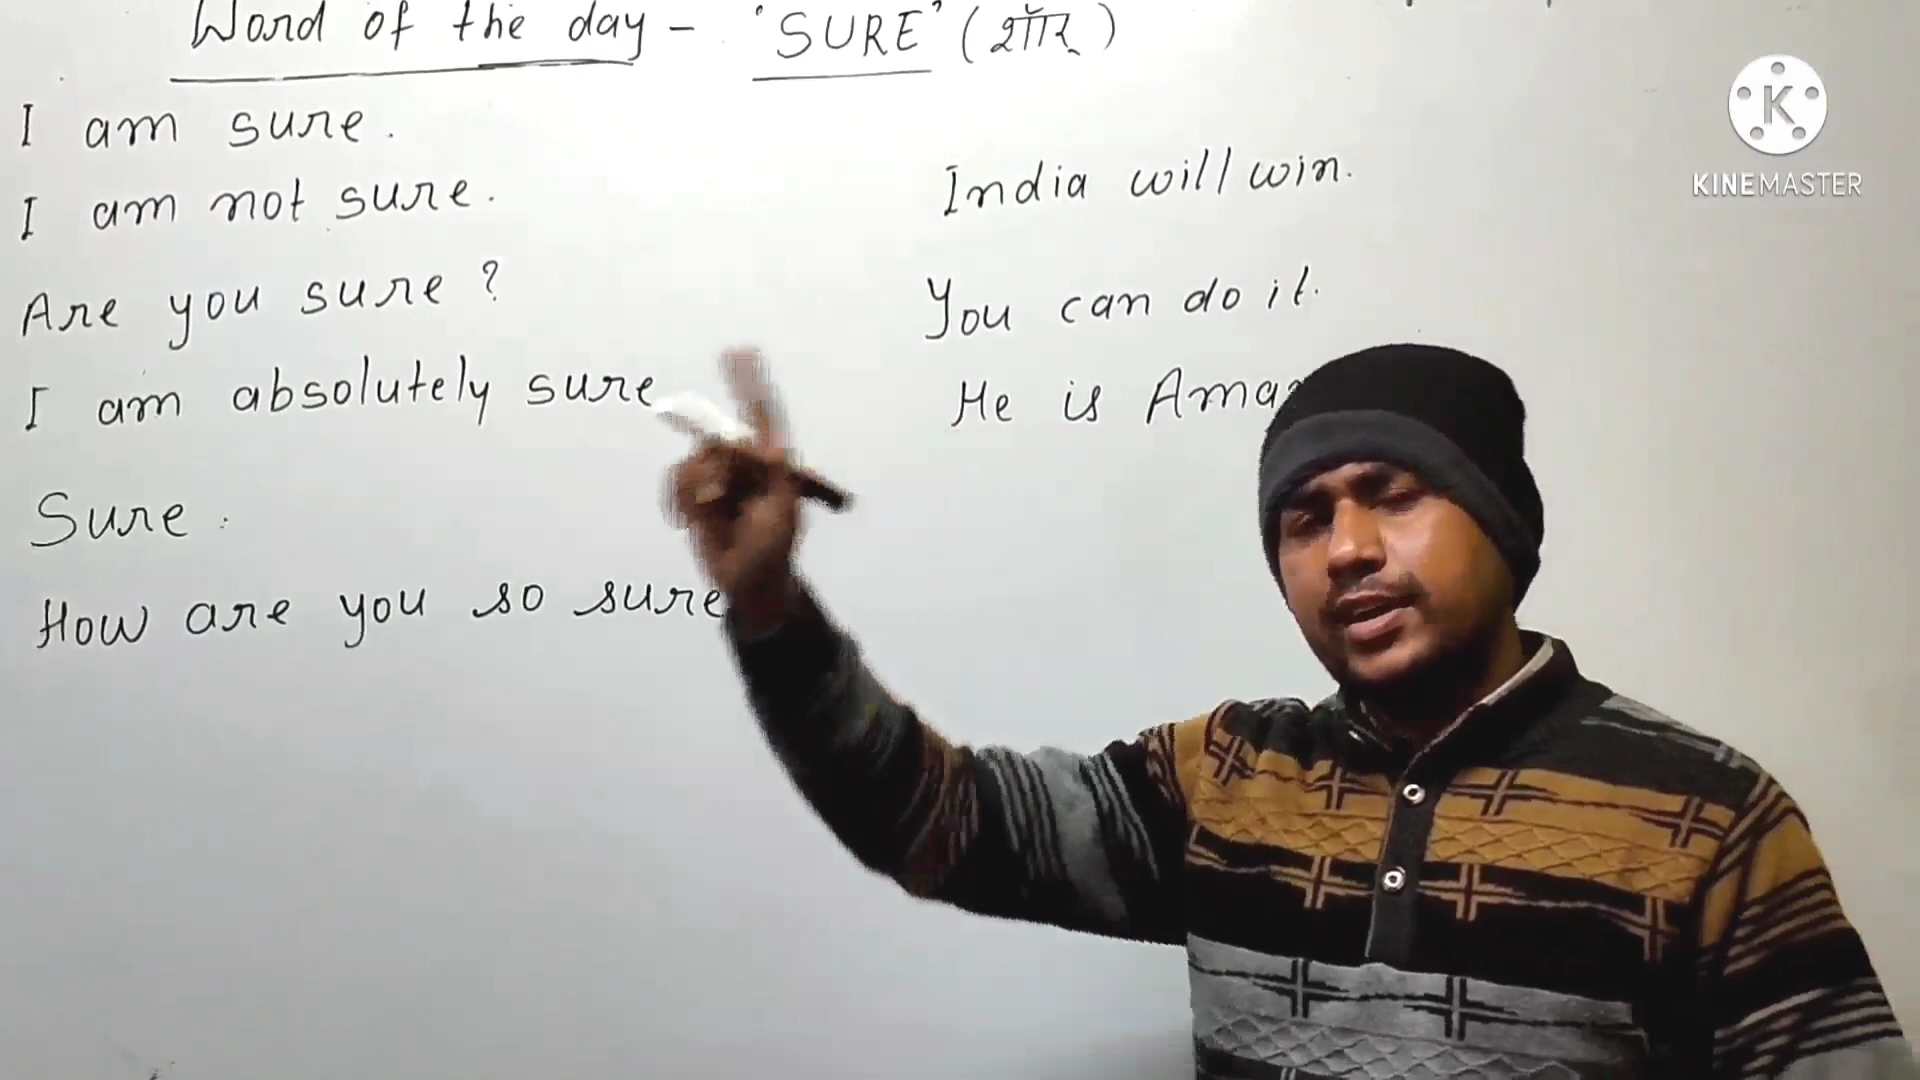 Word of the day - 'SURE' (शॉर)
I am sure.
I am not sure.
Are you sure?
I am absolutely sure
Sure.
How are you so sure
India will win.
You can do it.
He is Ama
K
KINEMASTER